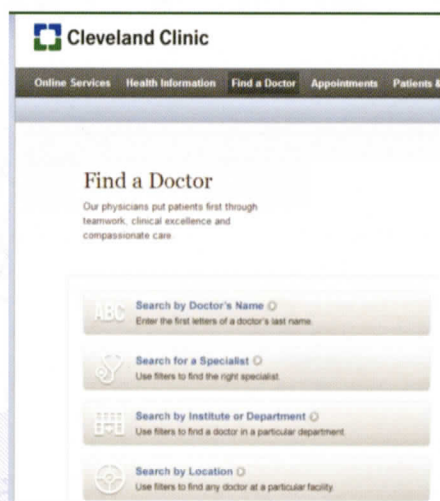 Cleveland Clinic
Online Services Health Information Find a Doctor Appointments Patients &
Find a Doctor
Our physicians put patients first through
teamwork, clinical excellence and
compassionate care
ABC
Search by Doctor's Name
Enter the first letters of a doctor's last name.
Search for a Specialist
Use filters to find the right specialist.
Search by Institute or Department
Use filters to find a doctor in a particular department.
Search by Location
Use filters to find any doctor at a particular facility.